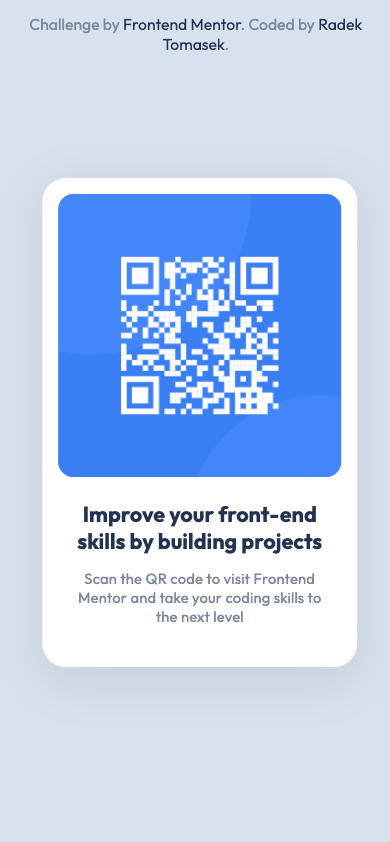 Challenge by Frontend Mentor. Coded by Radek
Tomasek.
Improve your front-end
skills by building projects
Scan the QR code to visit Frontend
Mentor and take your coding skills to
the next level